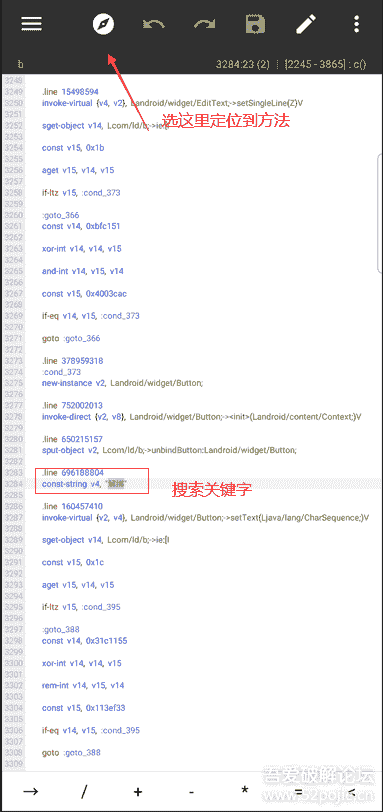 b 3284:23 (2) [2245 - 3865] : c()
选这里定位到方法
3248
3249 .line 15498594
3250 invoke-virtual {v4, v2}, Landroid/widget/EditText;->setSingleLine(Z)V
3251
3252 sget-object v14, Lcom/ld/b;->ie:[I
3253
3254 const v15, 0x1b
3255
3256 aget v15, v14, v15
3257
3258 if-ltz v15, :cond_373
3259
3260 :goto_366
3261 const v14, 0xbfc151
3262
3263 xor-int v14, v14, v15
3264
3265 and-int v14, v15, v14
3266
3267 const v15, 0x4003cac
3268
3269 if-eq v14, v15, :cond_373
3270
3271 goto :goto_366
3272
3273 .line 378959318
3274 :cond_373
3275 new-instance v2, Landroid/widget/Button;
3276
3277 .line 752002013
3278 invoke-direct {v2, v8}, Landroid/widget/Button;-><init>(Landroid/content/Context;)V
3279
3280 .line 650215157
3281 sput-object v2, Lcom/ld/b;->unbindButton:Landroid/widget/Button;
3282
3283 .line 696188804
3284 const-string v4, "解绑"
搜索关键字
3285
3286 .line 160457410
3287 invoke-virtual {v2, v4}, Landroid/widget/Button;->setText(Ljava/lang/CharSequence;)V
3288
3289 sget-object v14, Lcom/ld/b;->ie:[I
3290
3291 const v15, 0x1c
3292
3293 aget v15, v14, v15
3294
3295 if-ltz v15, :cond_395
3296
3297 :goto_388
3298 const v14, 0x31c1155
3299
3300 xor-int v14, v14, v15
3301
3302 rem-int v14, v15, v14
3303
3304 const v15, 0x113ef33
3305
3306 if-eq v14, v15, :cond_395
3307
3308 goto :goto_388
3309
吾爱破解论坛
www.52pojie.cn
→ / + - * = <